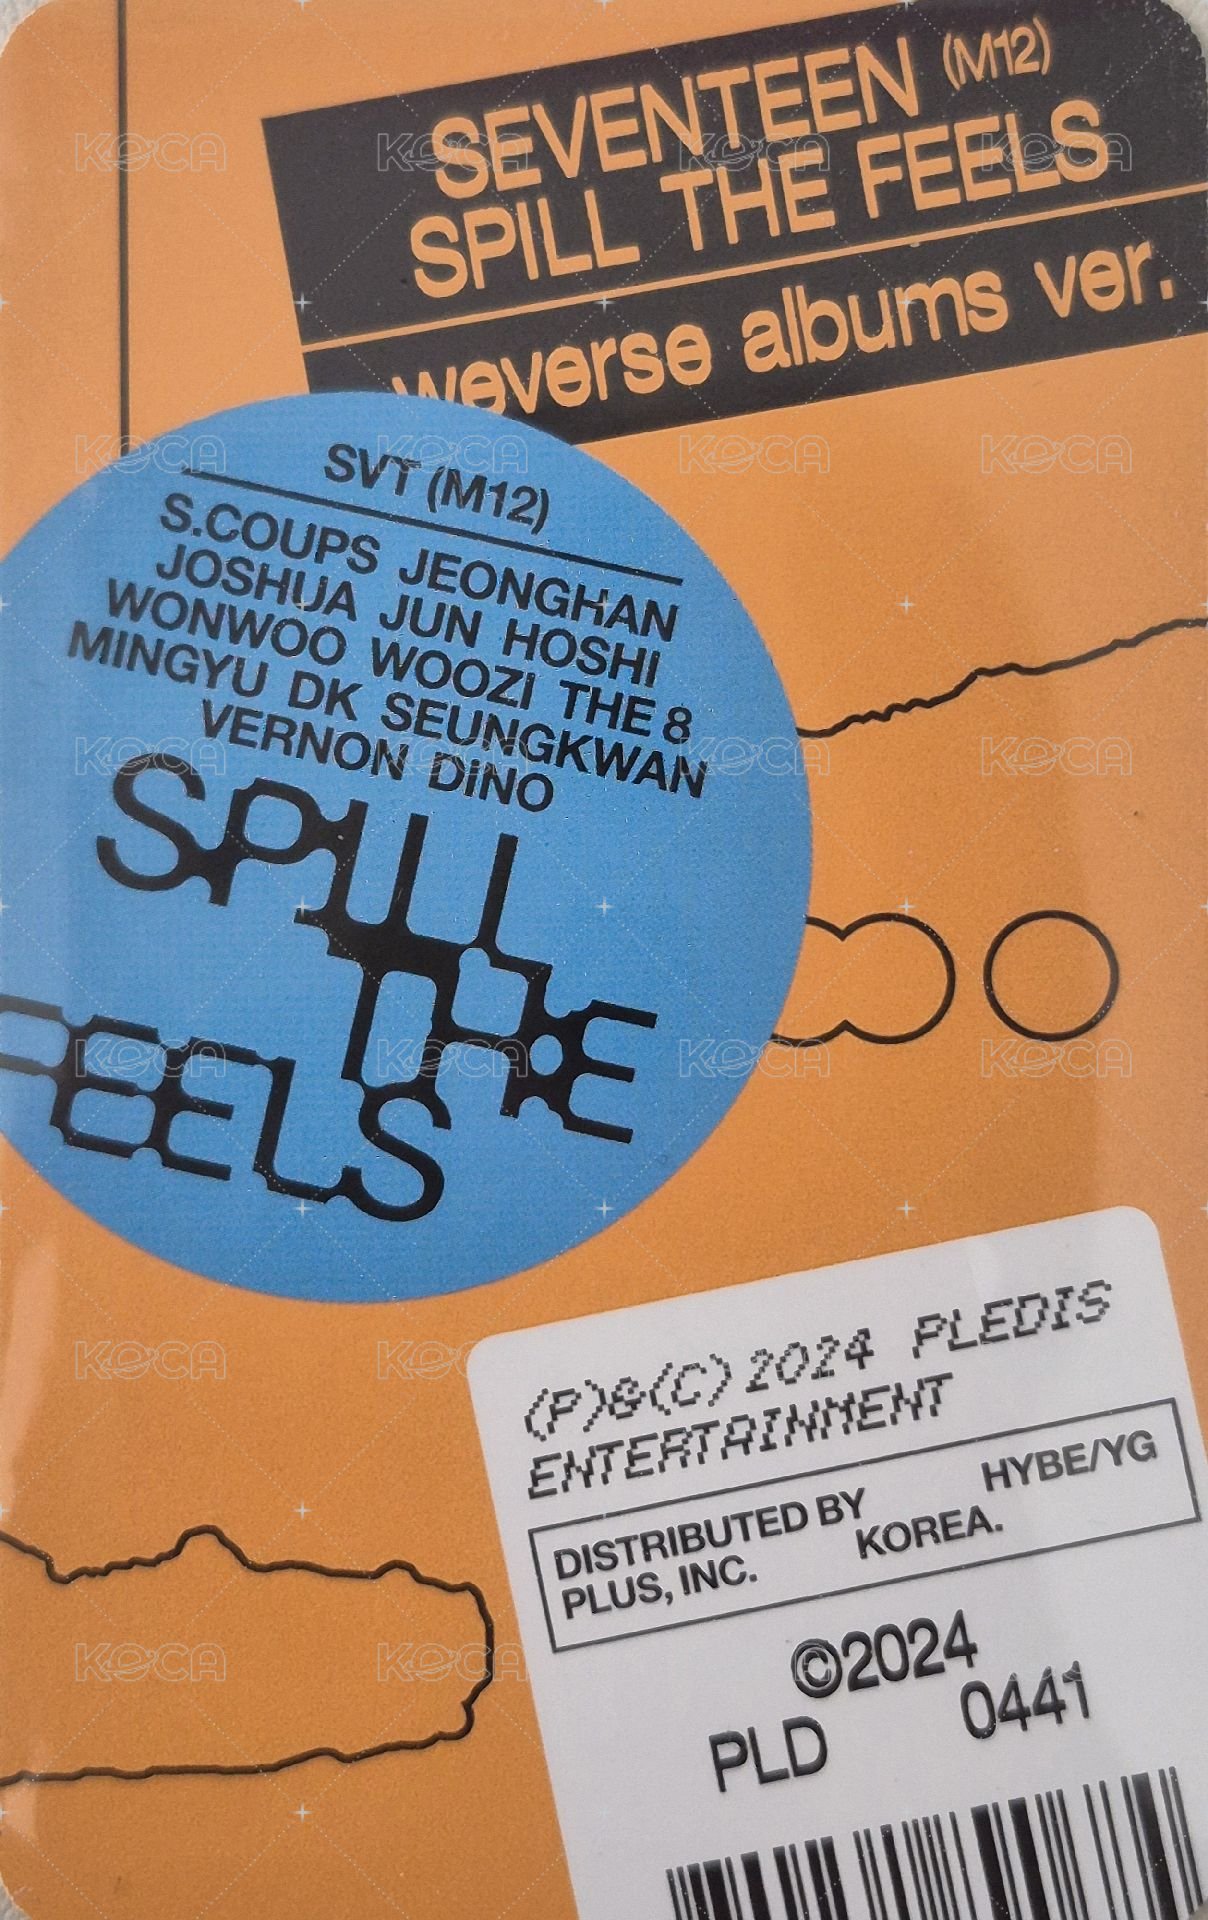 SEVENTEEN (M12)
SPILL THE FEELS
weverse albums ver.
SVT (M12)
S.COUPS JEONGHAN
JOSHUA JUN HOSHI
WONWOO WOOZI THE 8
MINGYU DK SEUNGKWAN
VERNON DINO
SPILL
THE
FEELS
(P)&(C) 2024 PLEDIS
ENTERTAINMENT
DISTRIBUTED BY HYBE/YG
PLUS, INC. KOREA.
©2024
PLD 0441
KOCA